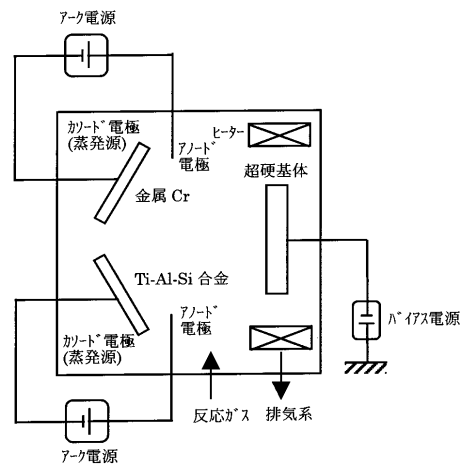 ｱｰｸ電源
ｶｿｰﾄﾞ電極
(蒸発源)
ｱﾉｰﾄﾞ
電極
ﾋｰﾀｰ
超硬基体
金属 Cr
Ti-Al-Si 合金
ｱﾉｰﾄﾞ
電極
ｶｿｰﾄﾞ電極
(蒸発源)
ﾊﾞｲｱｽ電源
反応ｶﾞｽ
排気系
ｱｰｸ電源